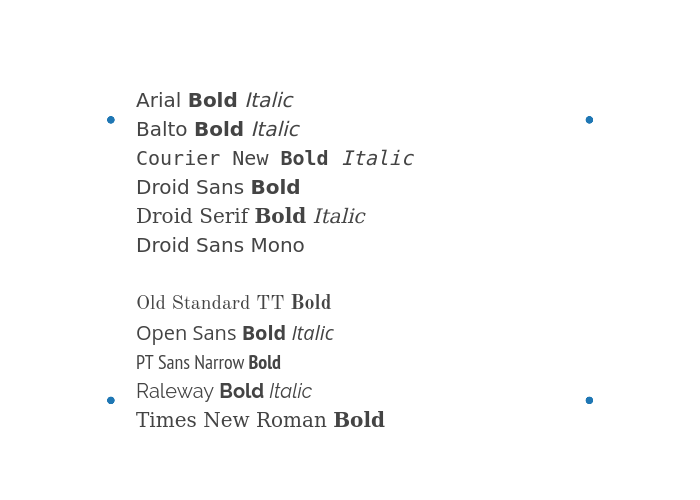 Arial Bold Italic
Balto Bold Italic
Courier New Bold Italic
Droid Sans Bold
Droid Serif Bold Italic
Droid Sans Mono
Old Standard TT Bold
Open Sans Bold Italic
PT Sans Narrow Bold
Raleway Bold Italic
Times New Roman Bold